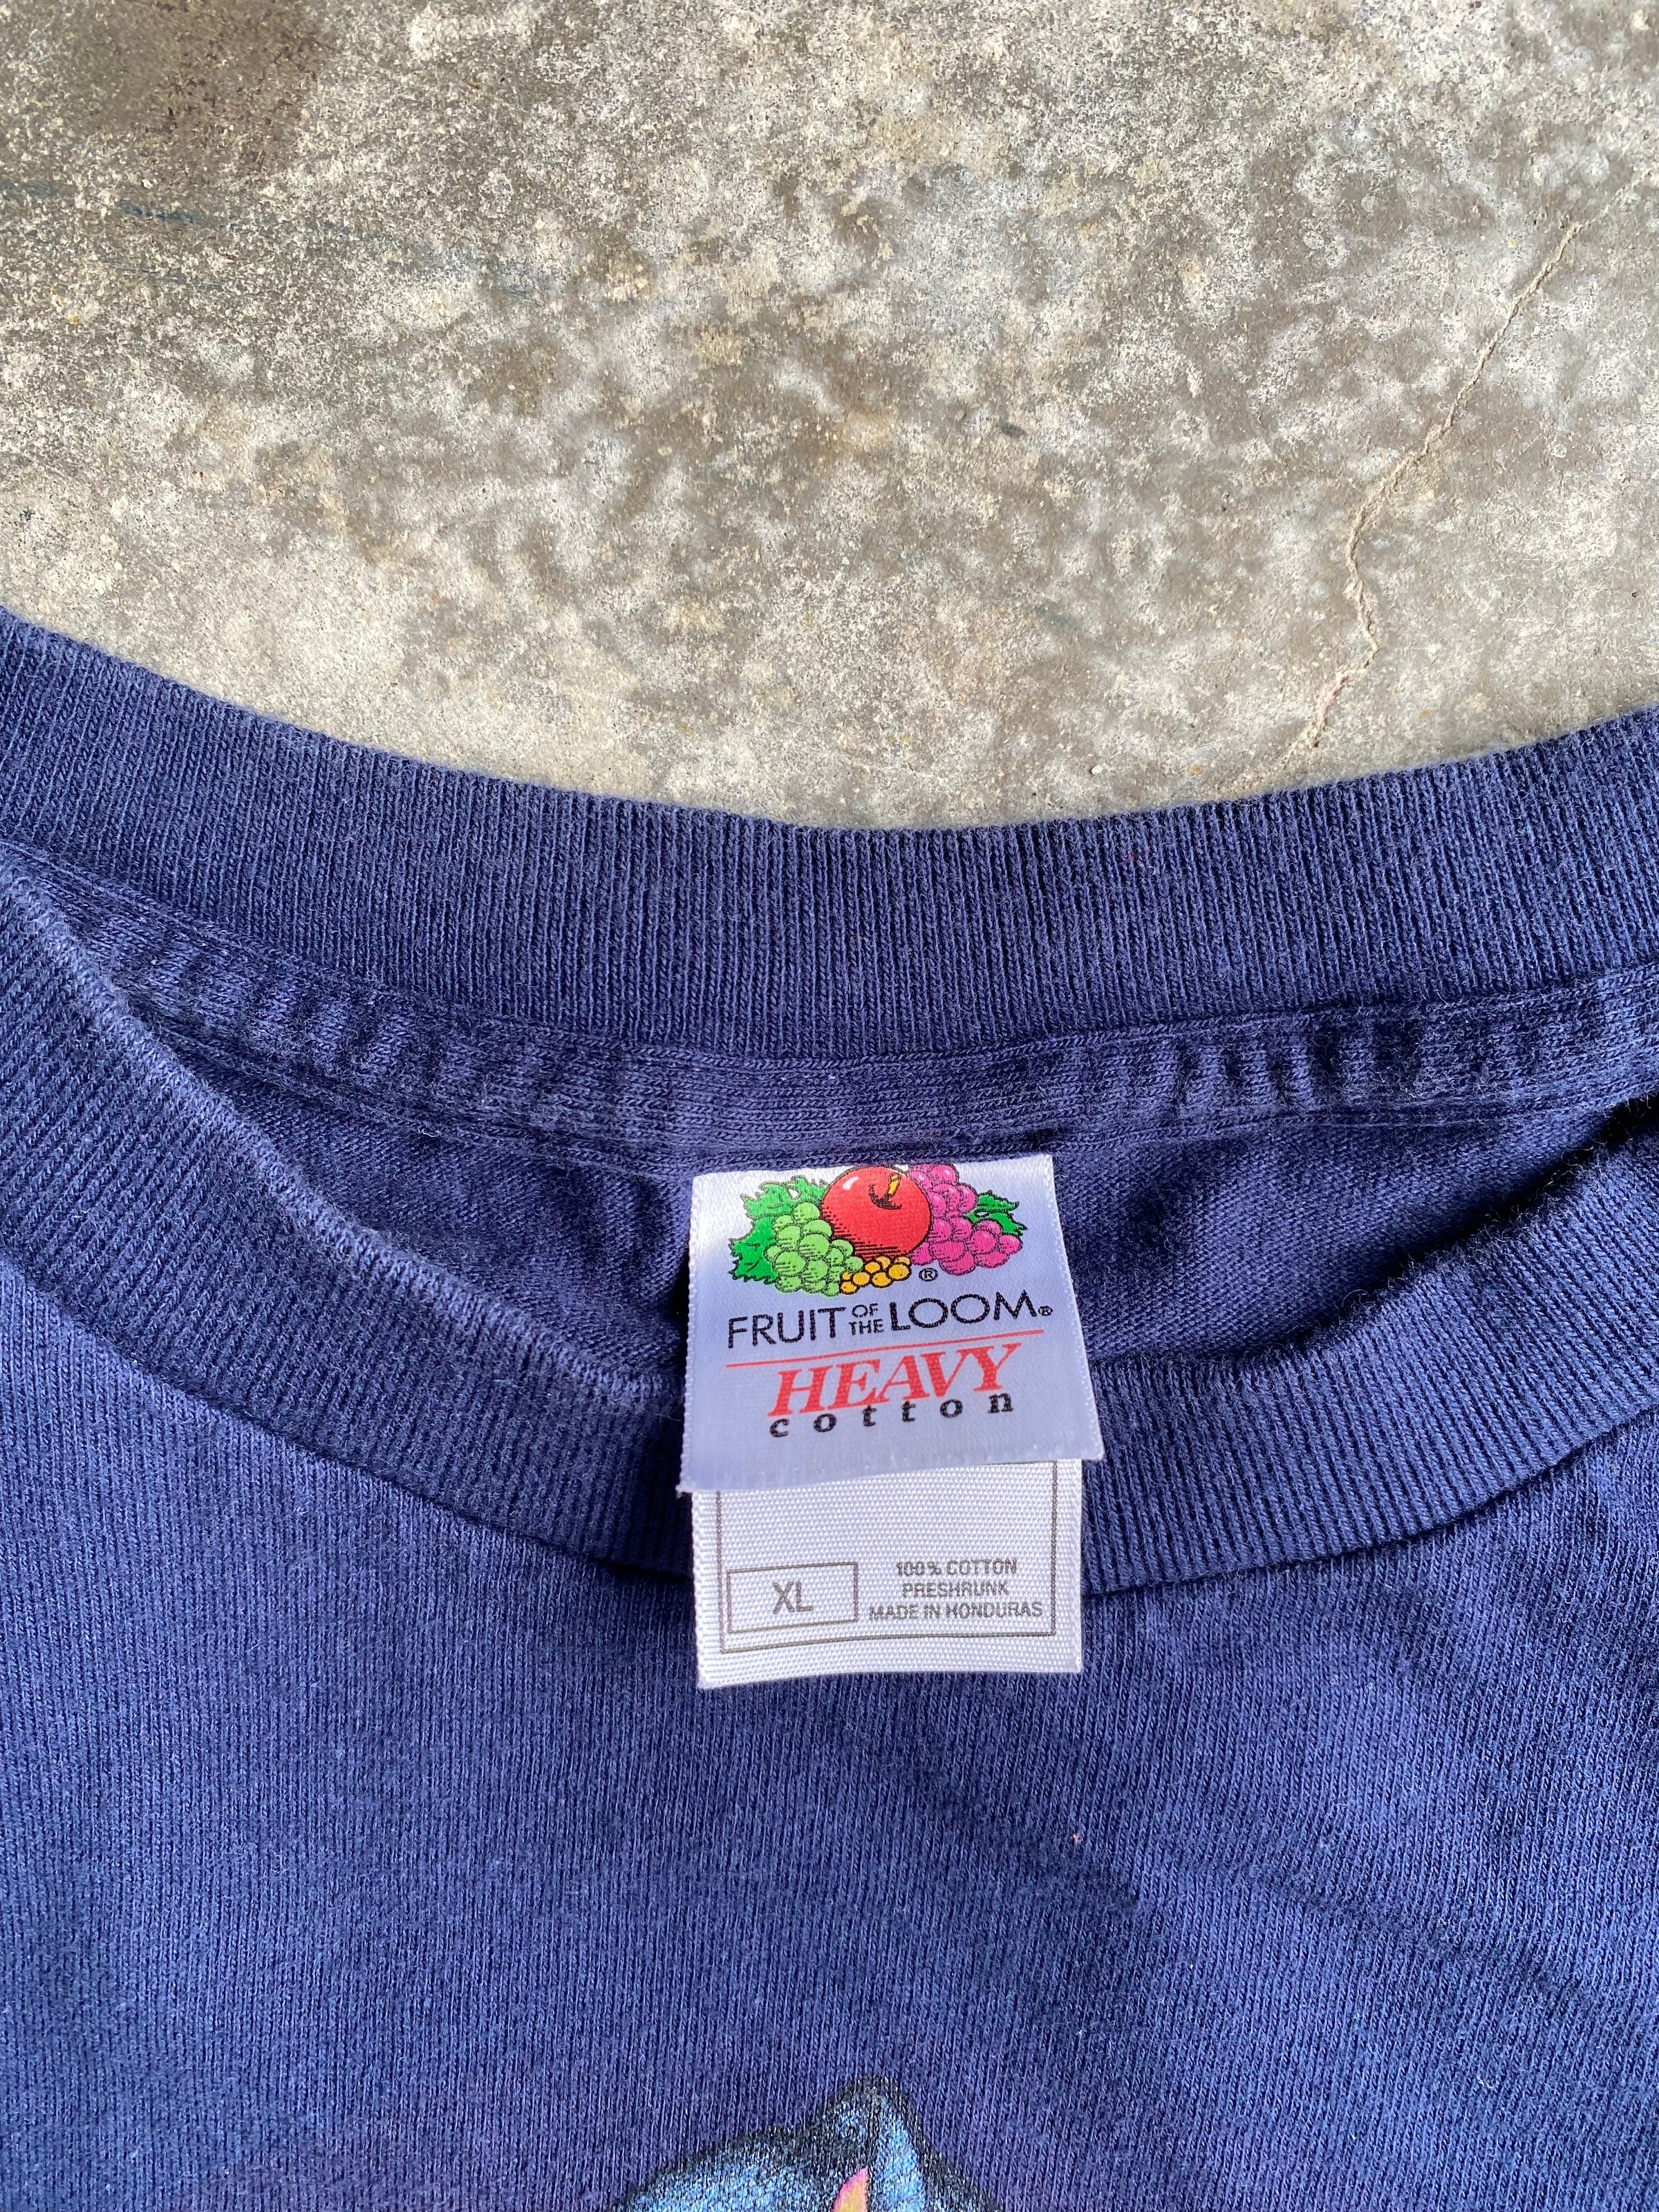 ®
FRUIT OF THE LOOM®
HEAVY
cotton
XL
100% COTTON
PRESHRUNK
MADE IN HONDURAS